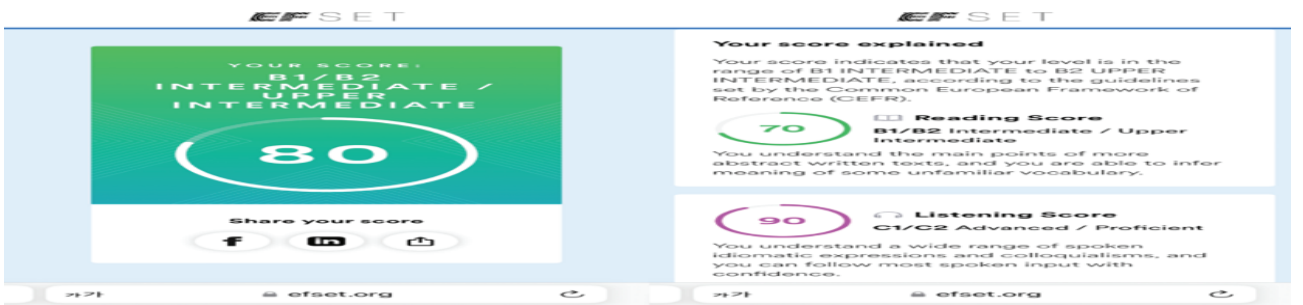 EF SET
YOUR SCORE:
B1/B2
INTERMEDIATE /
UPPER
INTERMEDIATE
80
Share your score
가가
efset.org
EF SET
Your score explained
Your score indicates that your level is in the
range of B1 INTERMEDIATE to B2 UPPER
INTERMEDIATE, according to the guidelines
set by the Common European Framework of
Reference (CEFR).
70
Reading Score
B1/B2 Intermediate / Upper
Intermediate
You understand the main points of more
abstract written texts, and you are able to infer
meaning of some unfamiliar vocabulary.
90
Listening Score
C1/C2 Advanced / Proficient
You understand a wide range of spoken
idiomatic expressions and colloquialisms, and
you can follow most spoken input with
confidence.
가가
efset.org